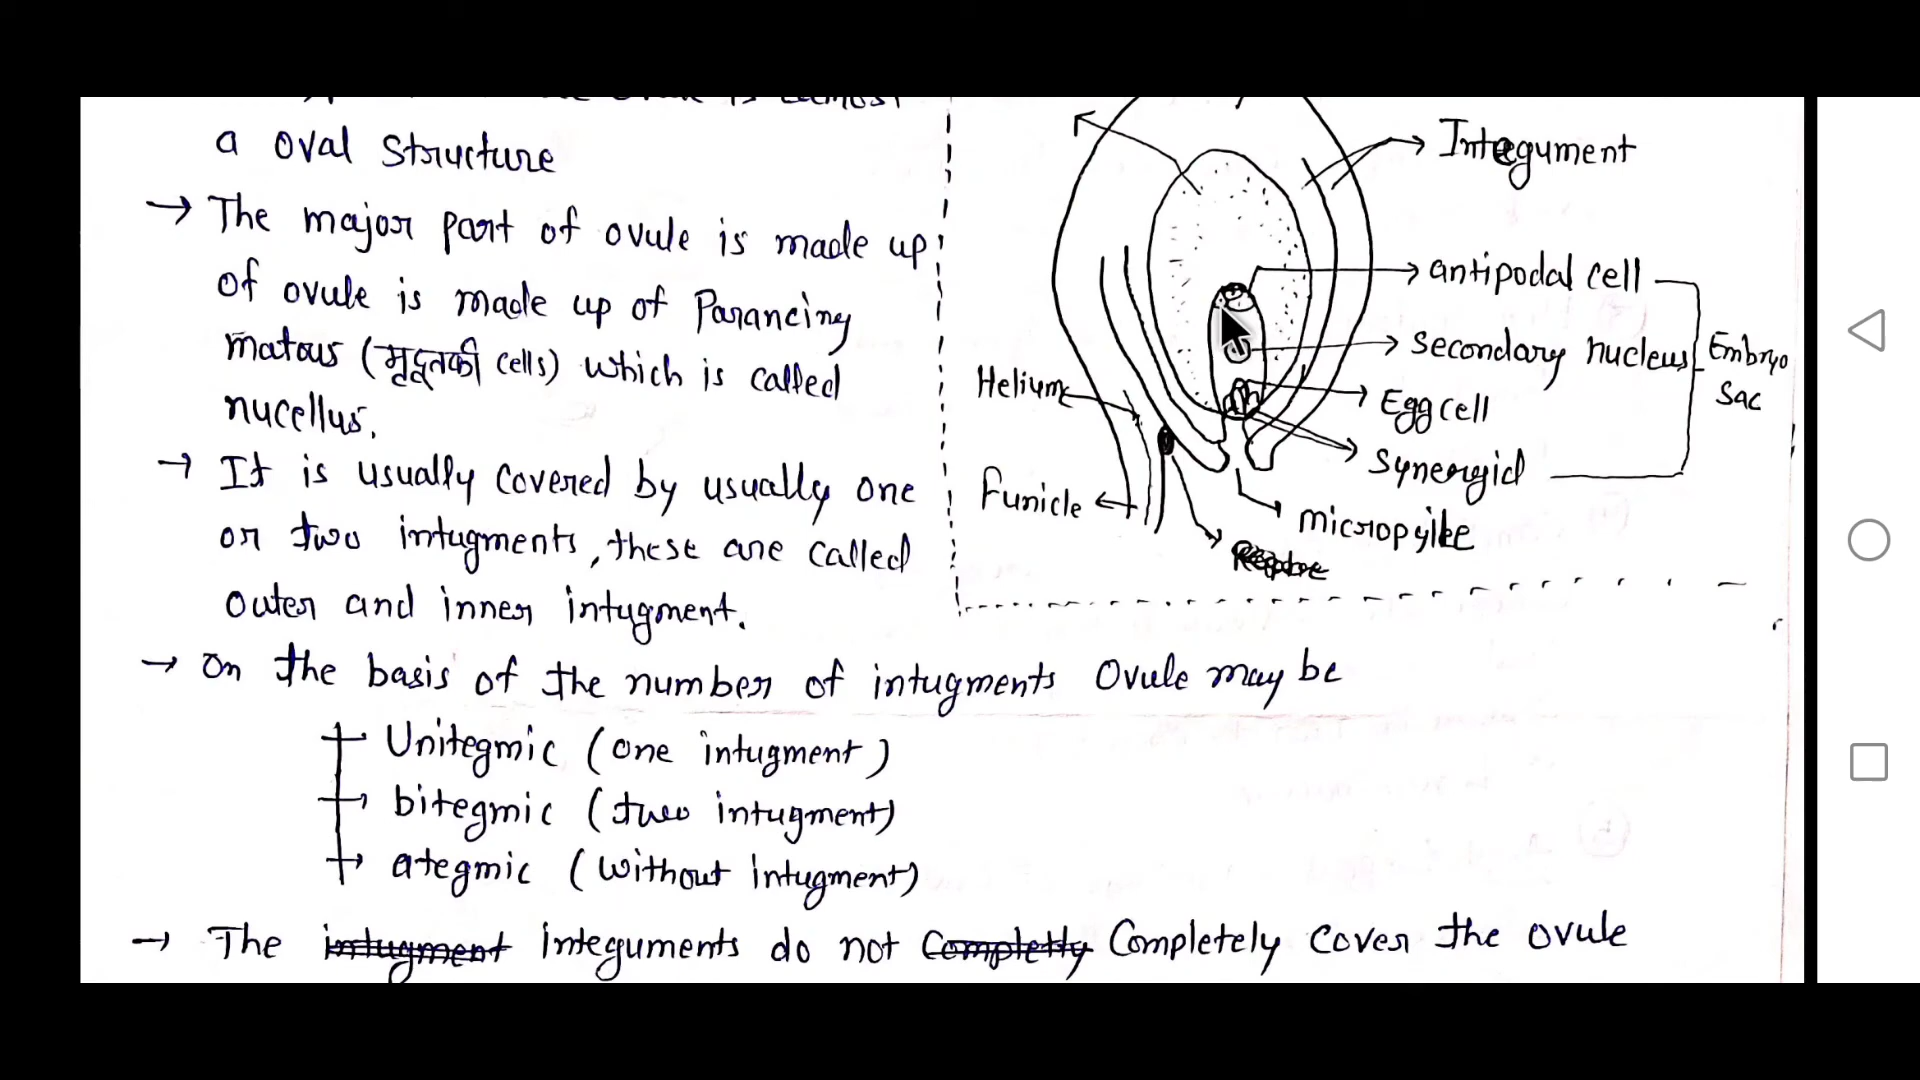 a oval structure
→ The major part of ovule is made up
of ovule is made up of Parancimy
matous (मृदूतकी cells) which is called
nucellus.
→ It is usually covered by usually one
or two intugments, these are called
outer and inner intugment.
→ On the basis of the number of intugments Ovule may be
Unitegmic (one intugment)
bitegmic (two intugment)
ategmic (without intugment)
→ The intugment integuments do not Completly Completely cover the ovule
Integument
antipodal cell
secondary nucleus
Embryo
Sac
Egg cell
Synergid
Helium
Funicle